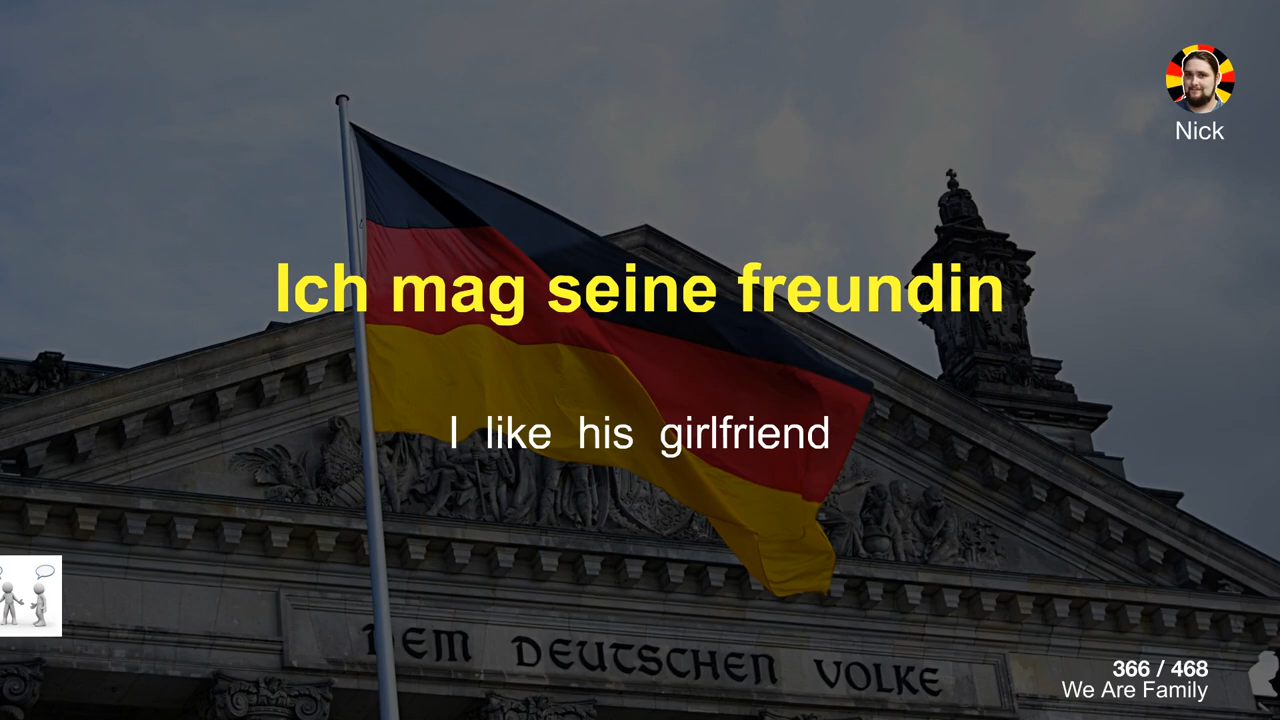 Nick
Ich mag seine freundin
I like his girlfriend
DEM DEUTSCHEN VOLKE
366 / 468
We Are Family